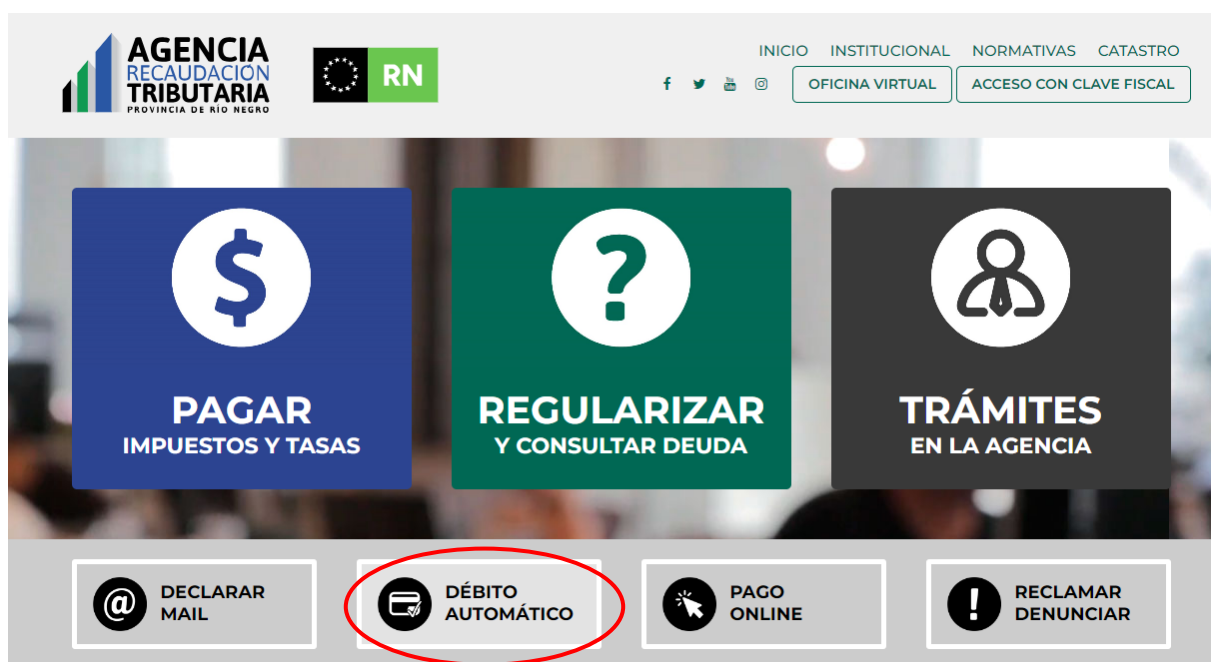 AGENCIA
RECAUDACIÓN
TRIBUTARIA
PROVINCIA DE RÍO NEGRO
RN
INICIO INSTITUCIONAL NORMATIVAS CATASTRO
OFICINA VIRTUAL ACCESO CON CLAVE FISCAL
PAGAR
IMPUESTOS Y TASAS
REGULARIZAR
Y CONSULTAR DEUDA
TRÁMITES
EN LA AGENCIA
DECLARAR
MAIL
DÉBITO
AUTOMÁTICO
PAGO
ONLINE
RECLAMAR
DENUNCIAR